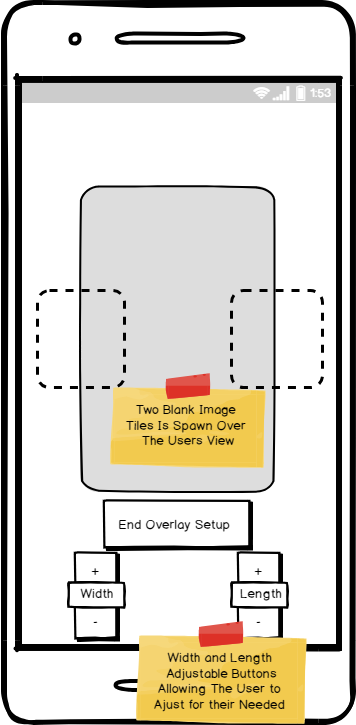 1:53
Two Blank Image
Tiles Is Spawn Over
The Users View
End Overlay Setup
+
+
Width
Length
-
-
Width and Length
Adjustable Buttons
Allowing The User to
Ajust for their Needed